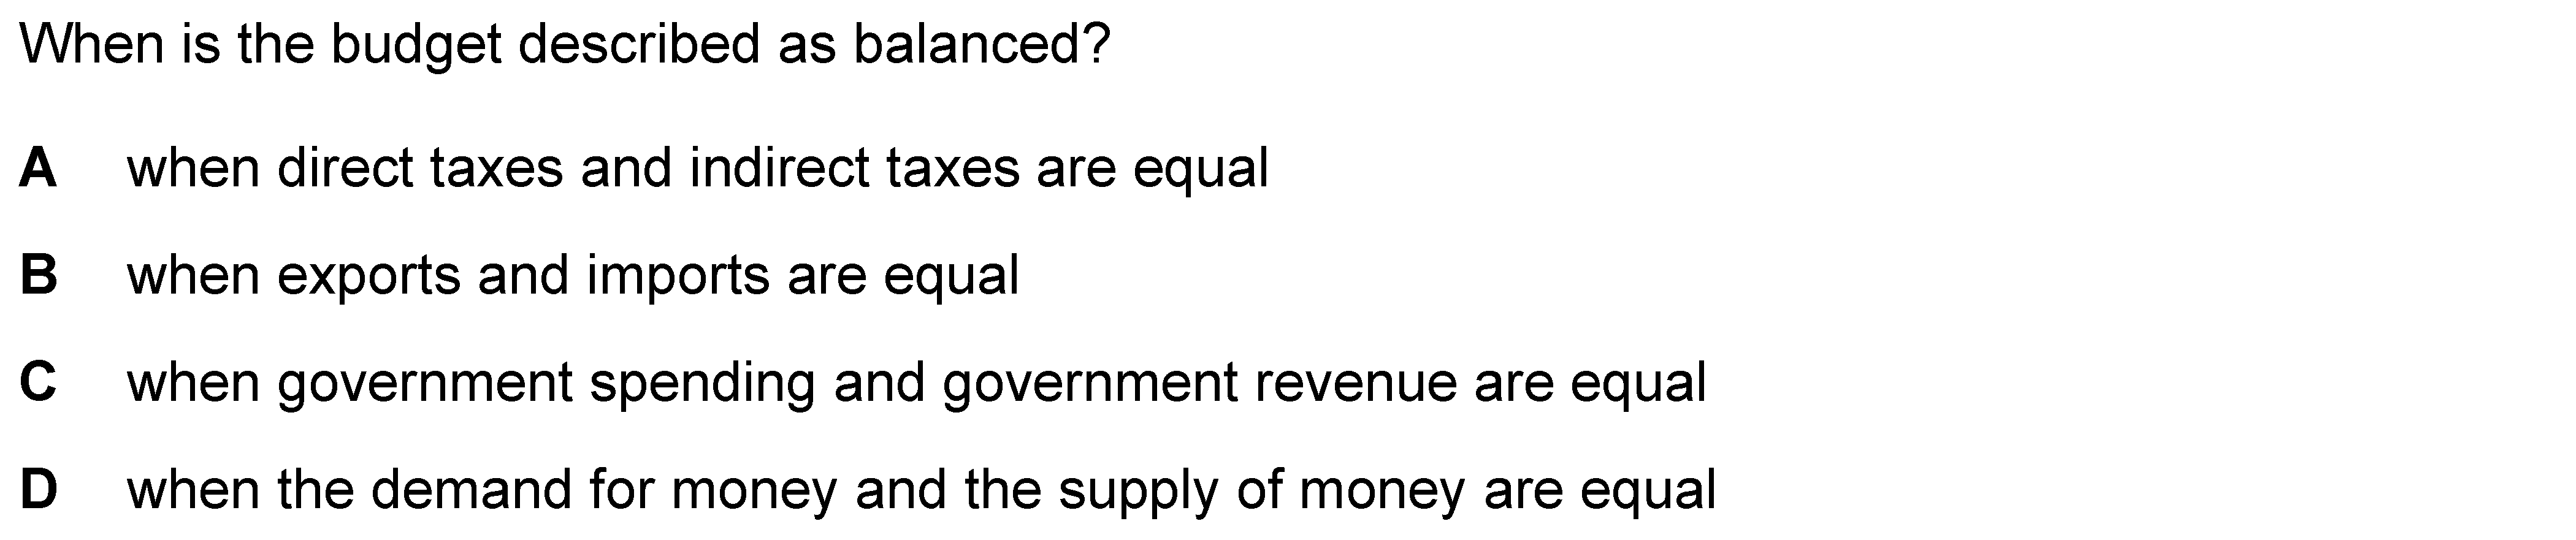 When is the budget described as balanced?
A when direct taxes and indirect taxes are equal
B when exports and imports are equal
C when government spending and government revenue are equal
D when the demand for money and the supply of money are equal